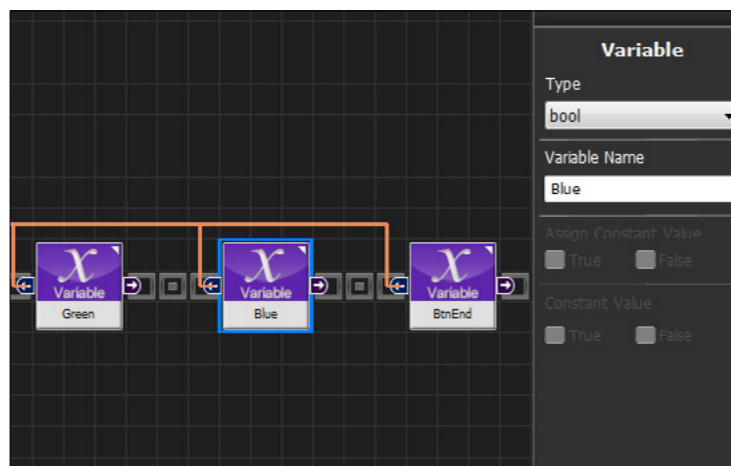 x
Variable
Green
x
Variable
Blue
x
Variable
BtnEnd
Variable
Type
bool
Variable Name
Blue
Assign Constant Value
True False
Constant Value
True False